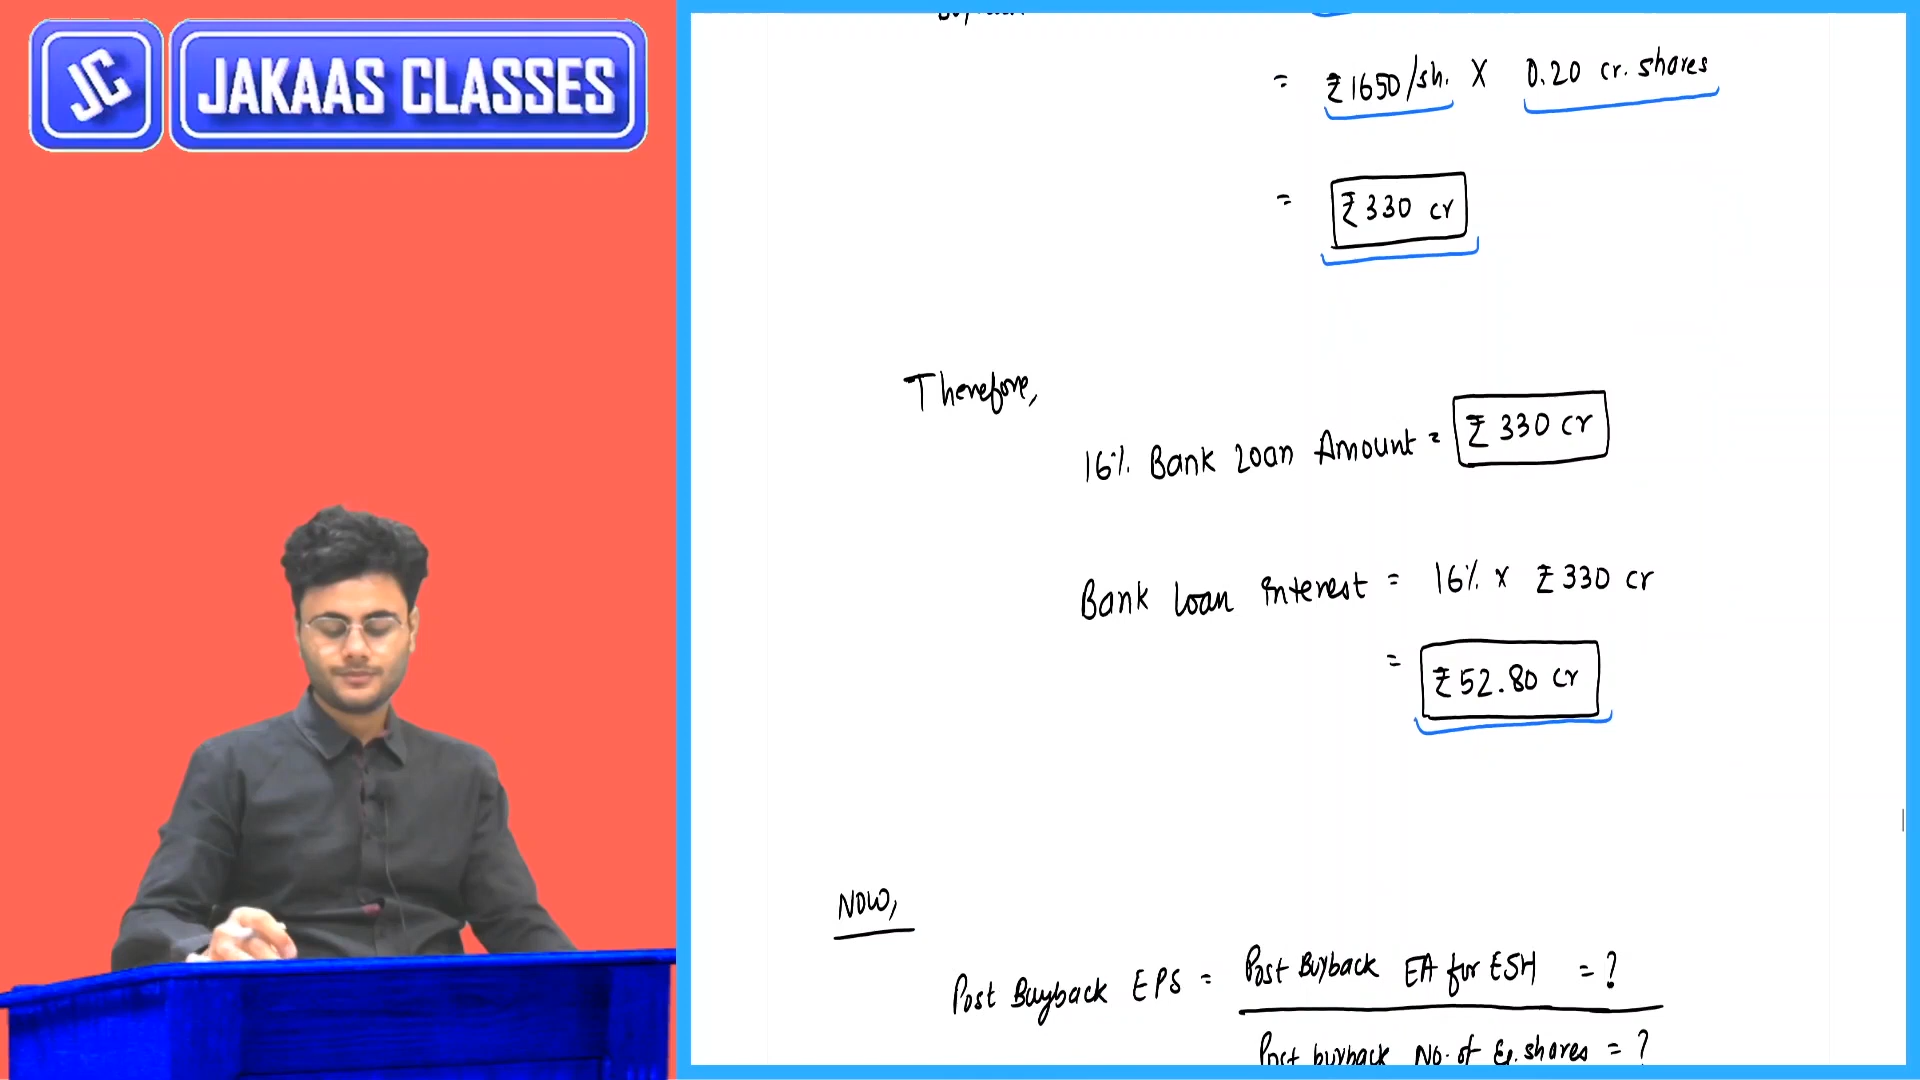 JC JAKAAS CLASSES
= ₹1650/sh. X 0.20 cr. shares
= ₹330 cr
Therefore,
16% Bank Loan Amount = ₹330 cr
Bank Loan Interest = 16% x ₹330 cr
= ₹52.80 cr
NOW,
Post Buyback EPS = Post Buyback EA for ESH = ?
Post buyback No. of Eq. shares = ?